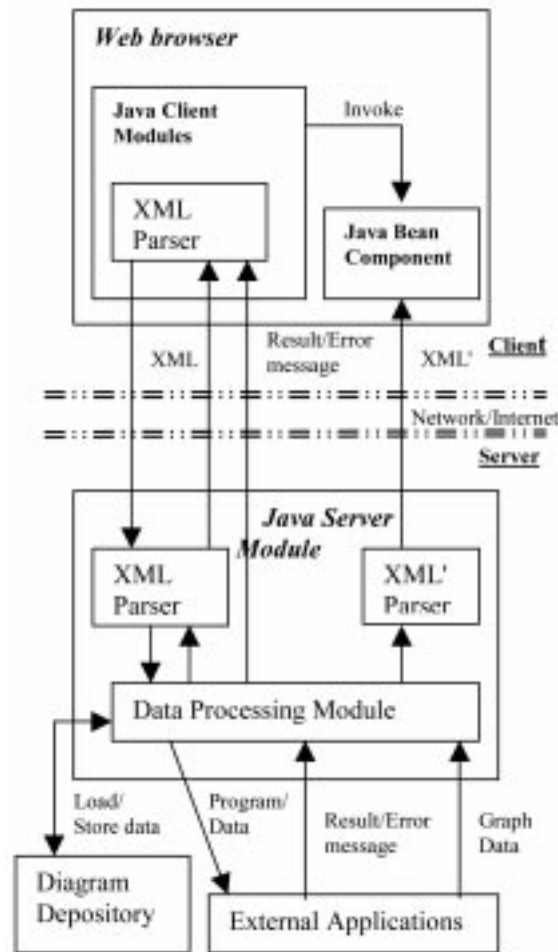 Web browser
Java Client
Modules
Invoke
XML
Parser
Java Bean
Component
XML
Result/Error
message
XML'
Client
Network/Internet
Server
Java Server
Module
XML
Parser
XML'
Parser
Data Processing Module
Load/
Store data
Program/
Data
Result/Error
message
Graph
Data
Diagram
Depository
External Applications